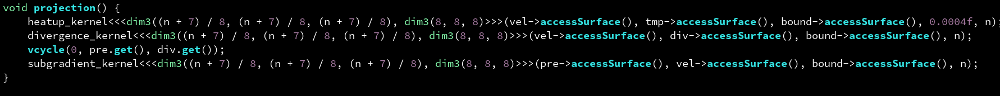 void projection() {
    heatup_kernel<<<dim3((n + 7) / 8, (n + 7) / 8, (n + 7) / 8), dim3(8, 8, 8)>>>(vel->accessSurface(), tmp->accessSurface(), bound->accessSurface(), 0.0004f, n);
    divergence_kernel<<<dim3((n + 7) / 8, (n + 7) / 8, (n + 7) / 8), dim3(8, 8, 8)>>>(vel->accessSurface(), div->accessSurface(), bound->accessSurface(), n);
    vcycle(0, pre.get(), div.get());
    subgradient_kernel<<<dim3((n + 7) / 8, (n + 7) / 8, (n + 7) / 8), dim3(8, 8, 8)>>>(pre->accessSurface(), vel->accessSurface(), bound->accessSurface(), n);
}